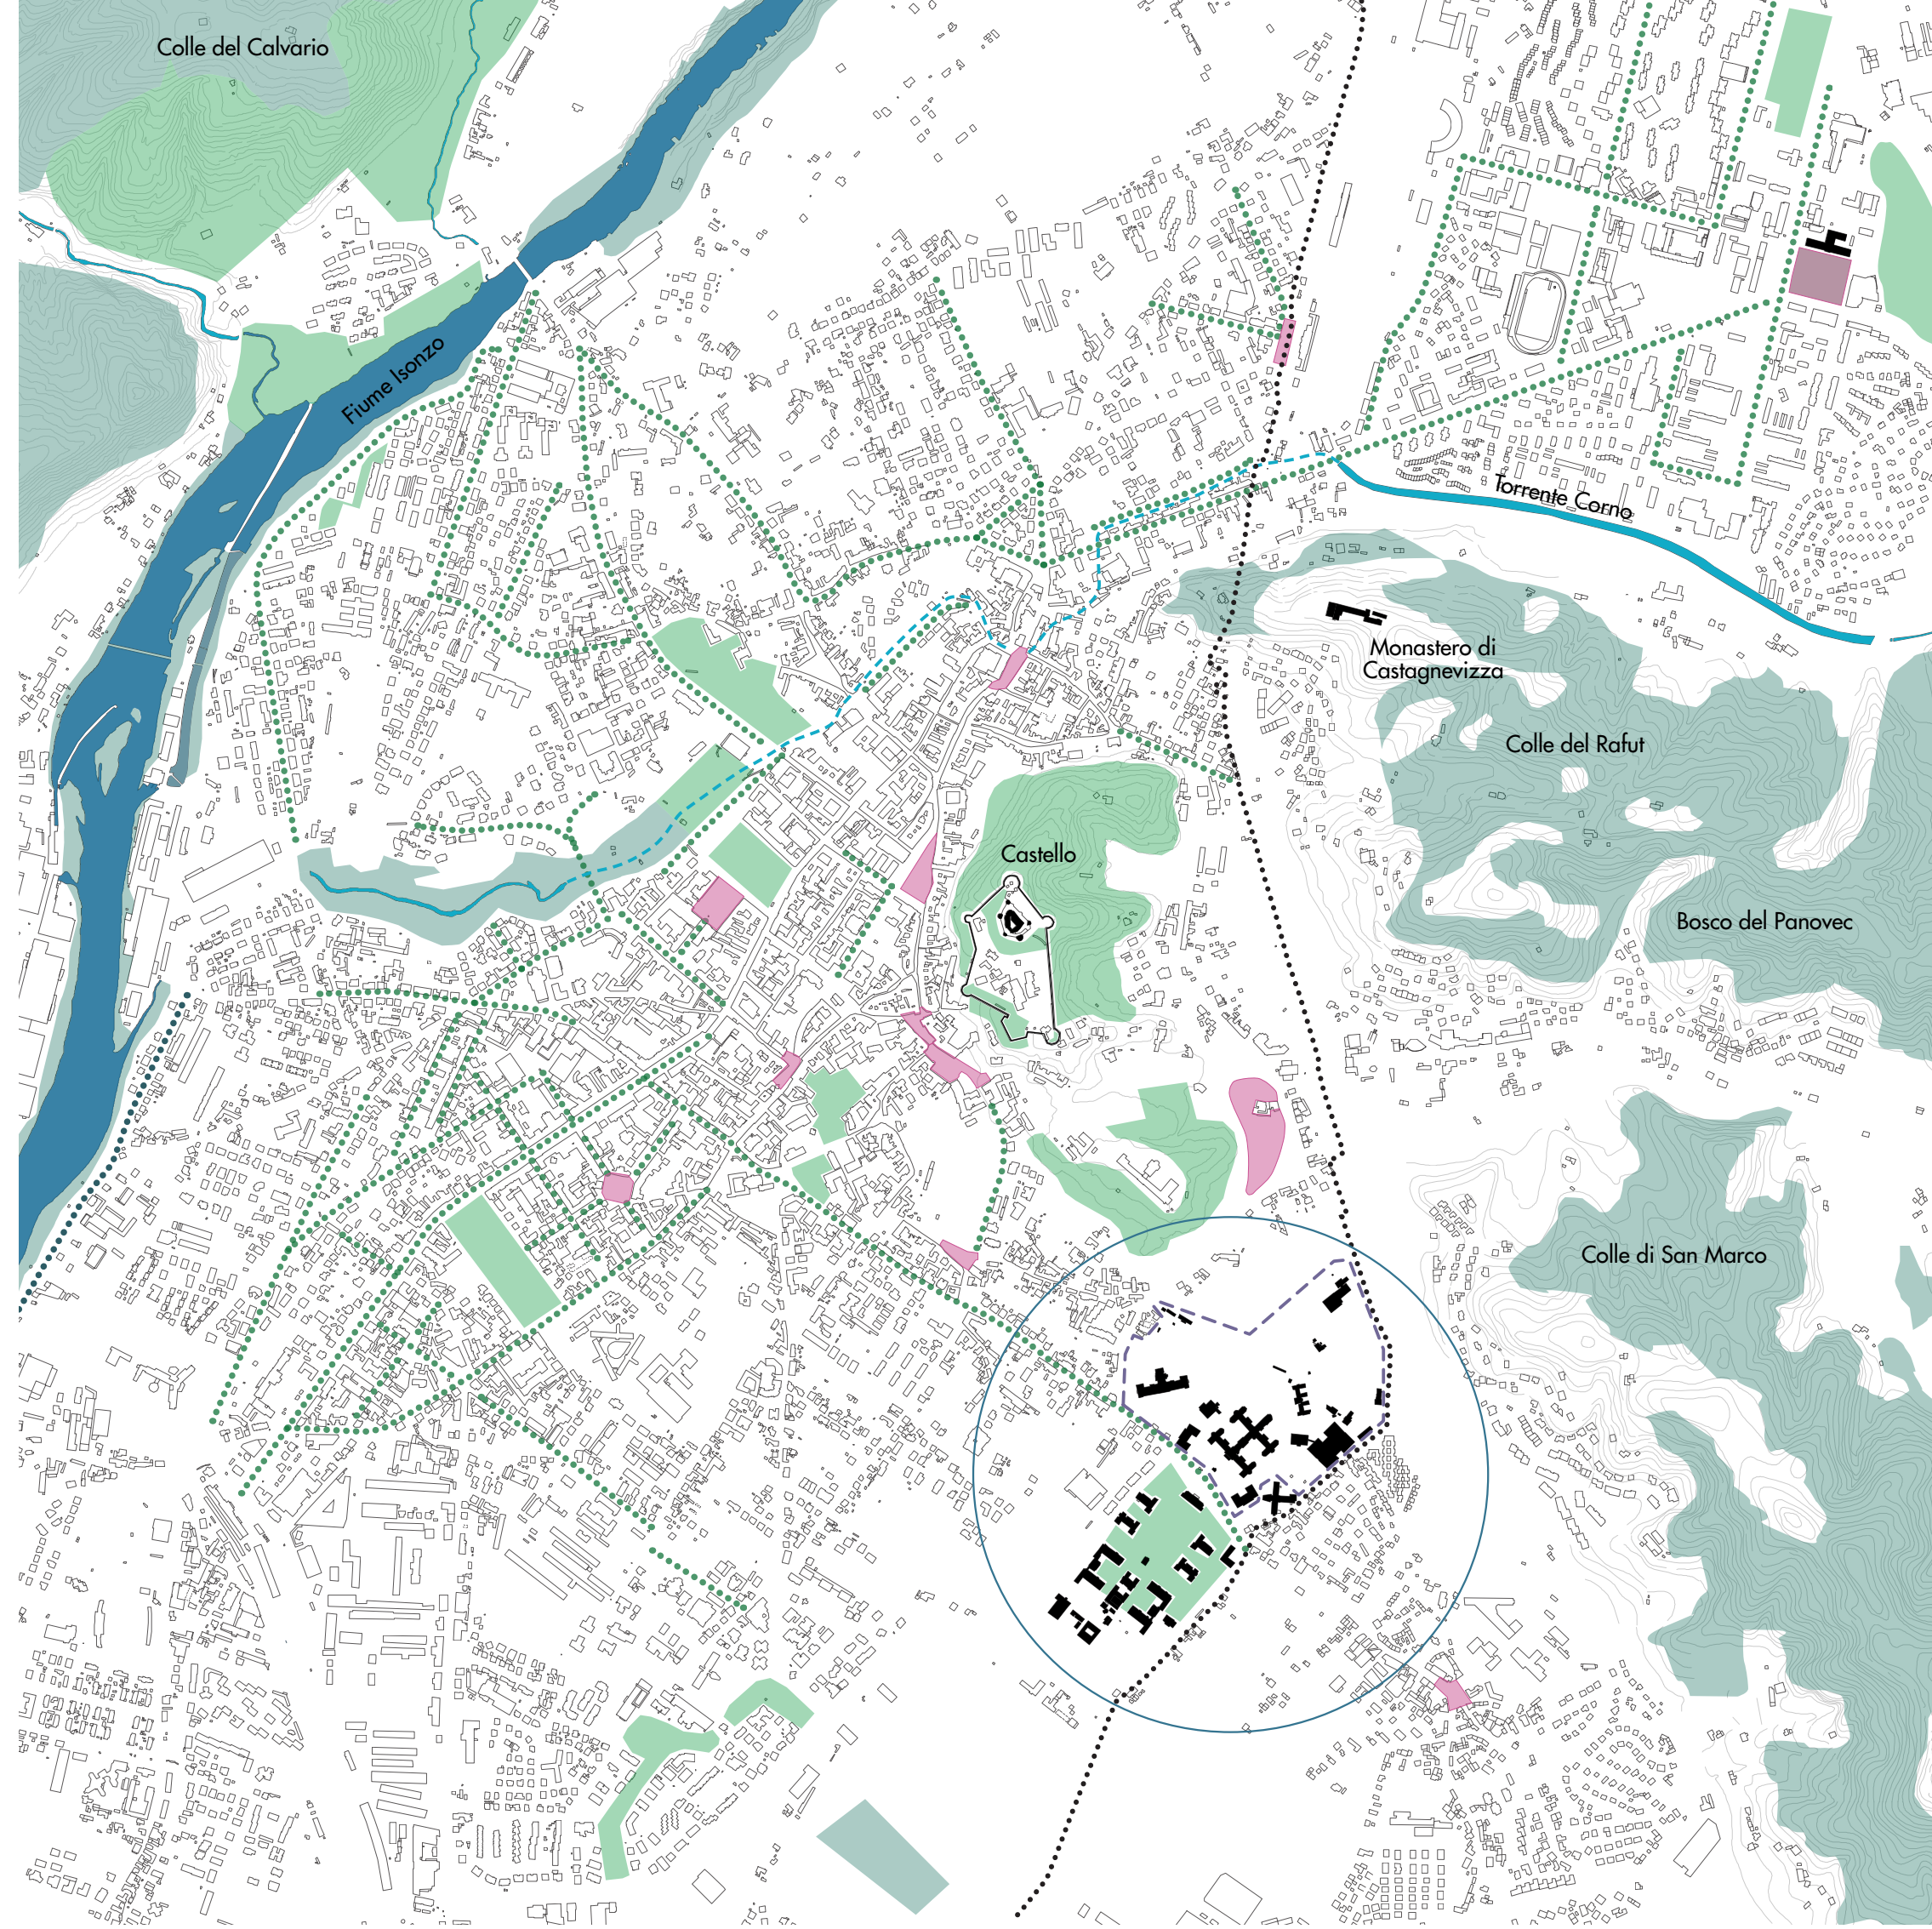 Colle del Calvario
Fiume Isonzo
Torrente Corno
Monastero di
Castagnevizza
Colle del Rafut
Castello
Bosco del Panovec
Colle di San Marco